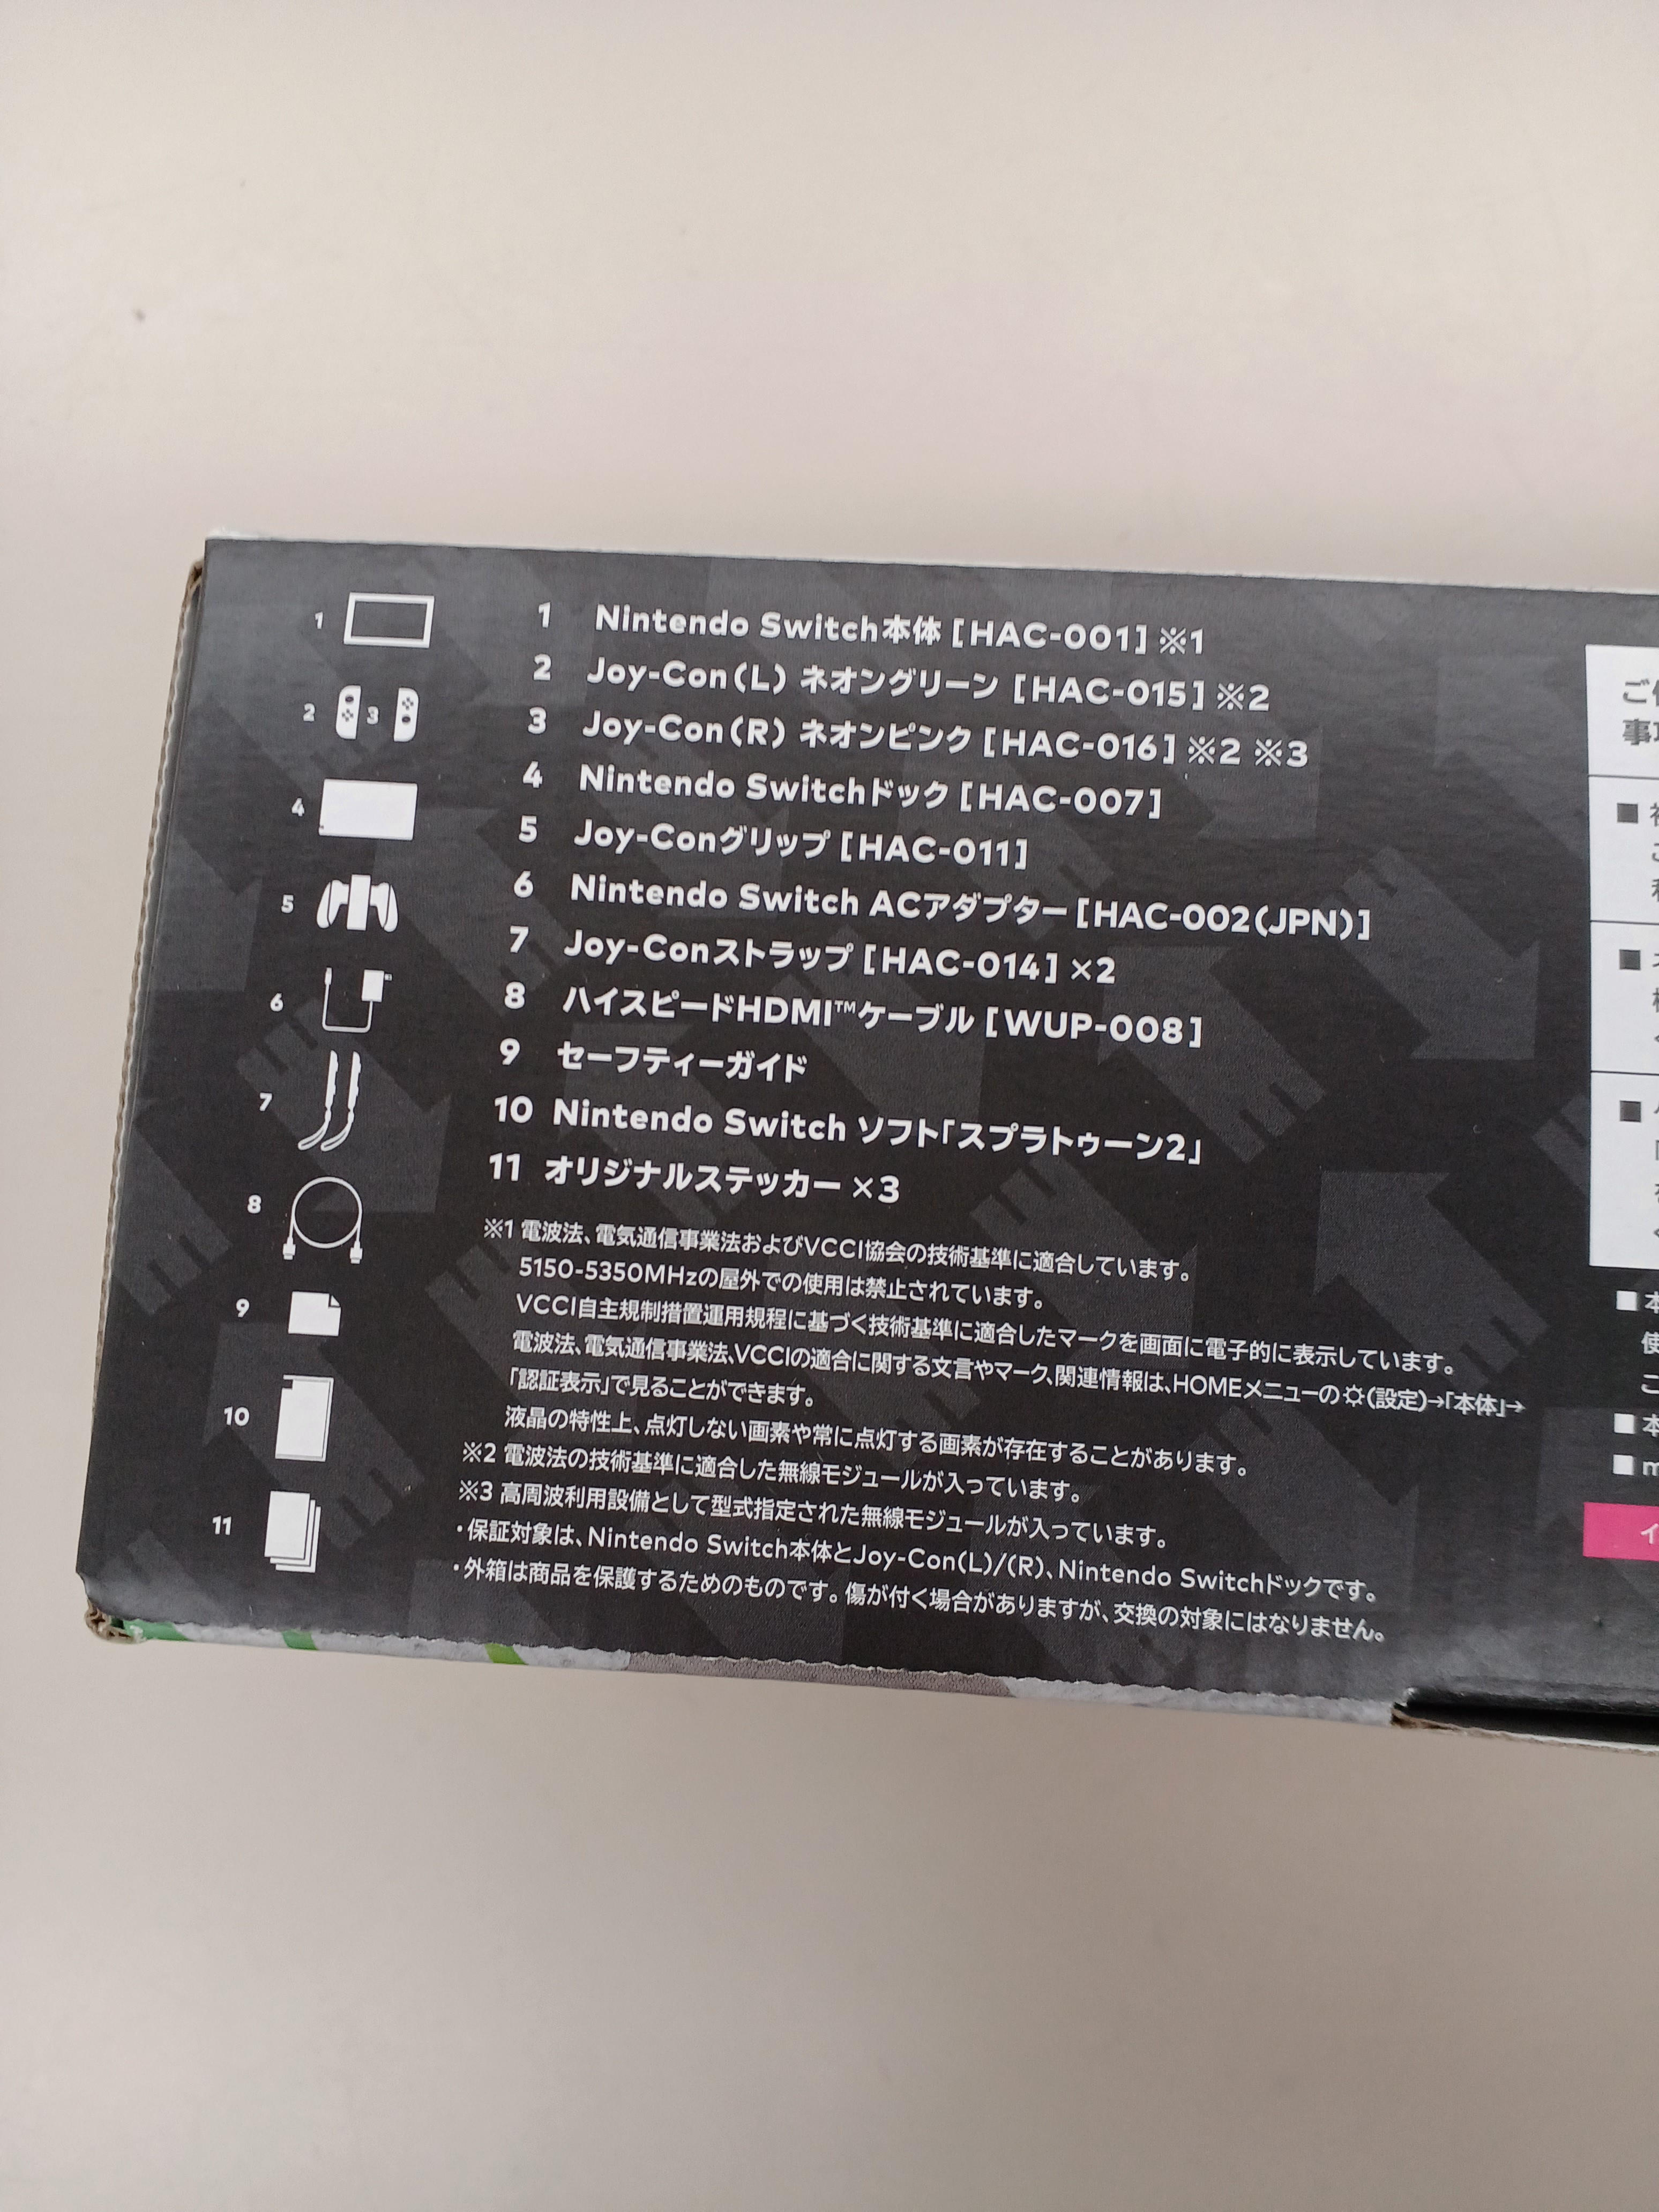 1 Nintendo Switch本体 [HAC-001] ※1
2 Joy-Con(L) ネオングリーン [HAC-015] ※2
3 Joy-Con(R) ネオンピンク [HAC-016] ※2 ※3
4 Nintendo Switchドック [HAC-007]
5 Joy-Conグリップ [HAC-011]
6 Nintendo Switch ACアダプター [HAC-002(JPN)]
7 Joy-Conストラップ [HAC-014] ×2
8 ハイスピードHDMI™ケーブル [WUP-008]
9 セーフティーガイド
10 Nintendo Switch ソフト「スプラトゥーン2」
11 オリジナルステッカー ×3
※1 電波法、電気通信事業法およびVCCI協会の技術基準に適合しています。
5150-5350MHzの屋外での使用は禁止されています。
VCCI自主規制措置運用規程に基づく技術基準に適合したマークを画面に電子的に表示しています。
電波法、電気通信事業法、VCCIの適合に関する文言やマーク、関連情報は、HOMEメニューの(設定)→「本体」→
「認証表示」で見ることができます。
液晶の特性上、点灯しない画素や常に点灯する画素が存在することがあります。
※2 電波法の技術基準に適合した無線モジュールが入っています。
※3 高周波利用設備として型式指定された無線モジュールが入っています。
・保証対象は、Nintendo Switch本体とJoy-Con(L)/(R)、Nintendo Switchドックです。
・外箱は商品を保護するためのものです。傷が付く場合がありますが、交換の対象にはなりません。
1
2
3
4
5
6
7
8
9
10
11
■ 本
使
■ 本
■ m